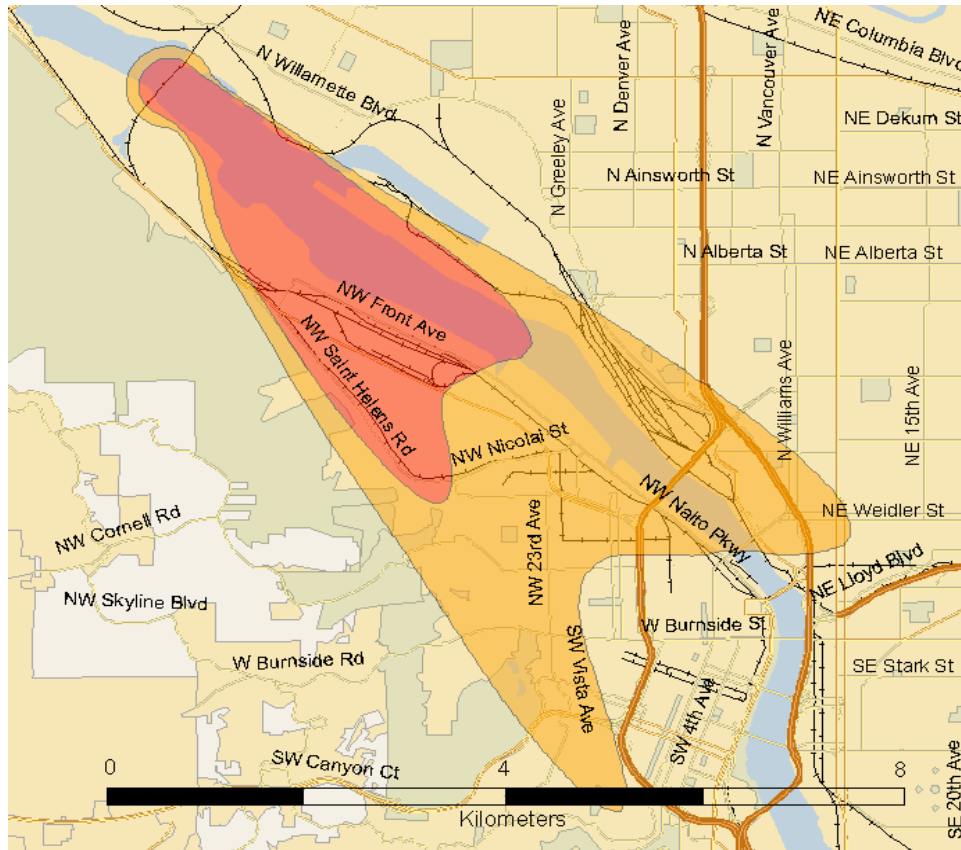 NE Columbia Blvd
N Willamette Blvd
N Denver Ave
N Vancouver Ave
NE Dekum St
N Greeley Ave
N Ainsworth St
NE Ainsworth St
N Alberta St
NE Alberta St
NW Front Ave
NW Saint Helens Rd
N Williams Ave
NE 15th Ave
NW Nicolai St
NW Cornell Rd
NW Naito Pkwy
NE Weidler St
NW 23rd Ave
NE Lloyd Blvd
NW Skyline Blvd
W Burnside St
W Burnside Rd
SW Vista Ave
SE Stark St
SW 4th Ave
SW Canyon Ct
SE 20th Ave
0 4 8
Kilometers